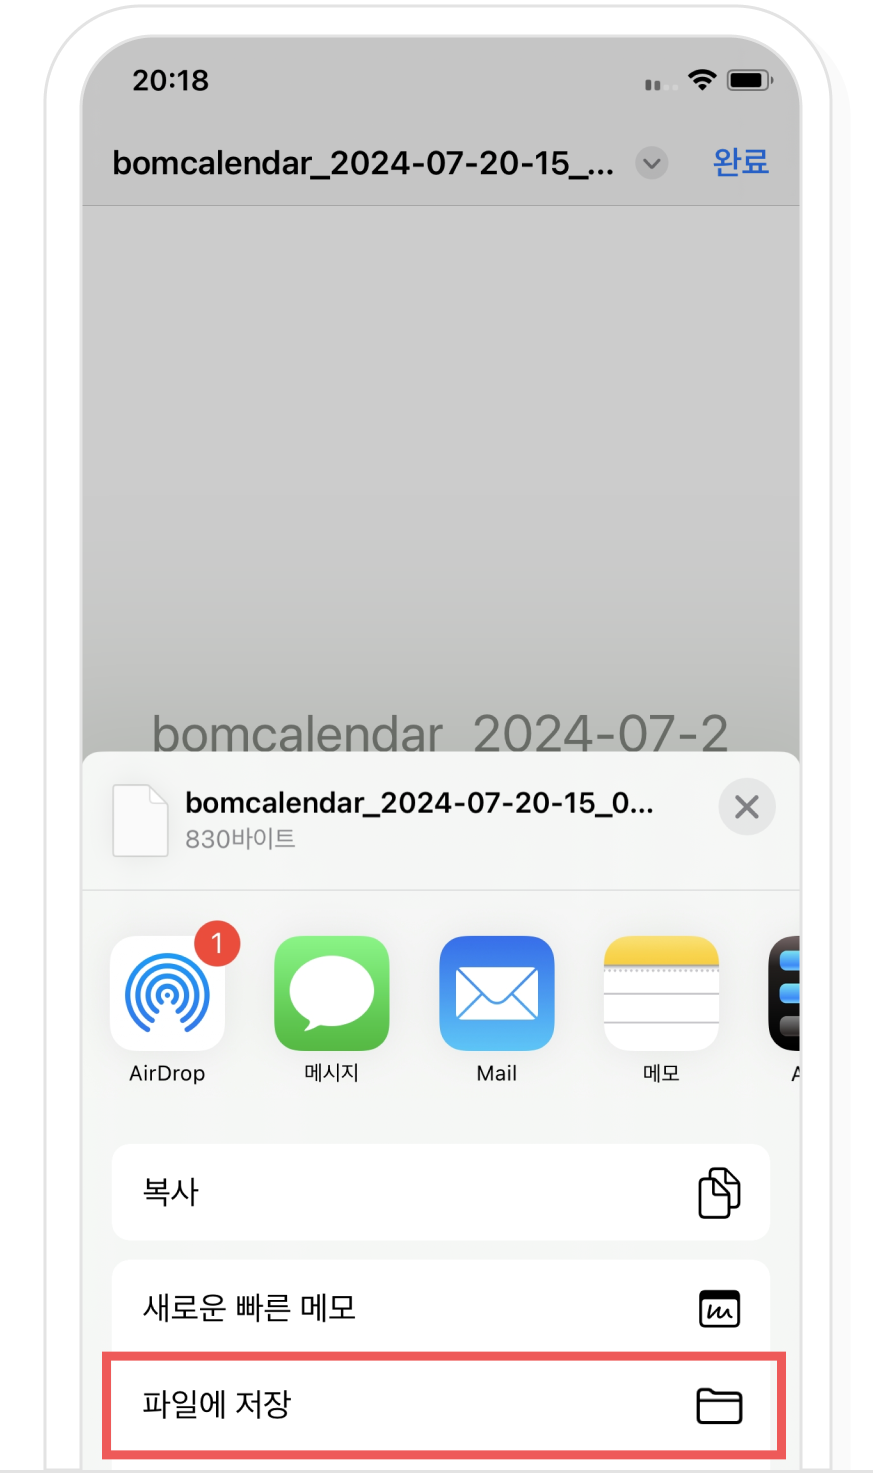 20:18
bomcalendar_2024-07-20-15_...
완료
bomcalendar_2024-07-2
bomcalendar_2024-07-20-15_0...
830바이트
1
AirDrop
메시지
Mail
메모
A
복사
새로운 빠른 메모
파일에 저장